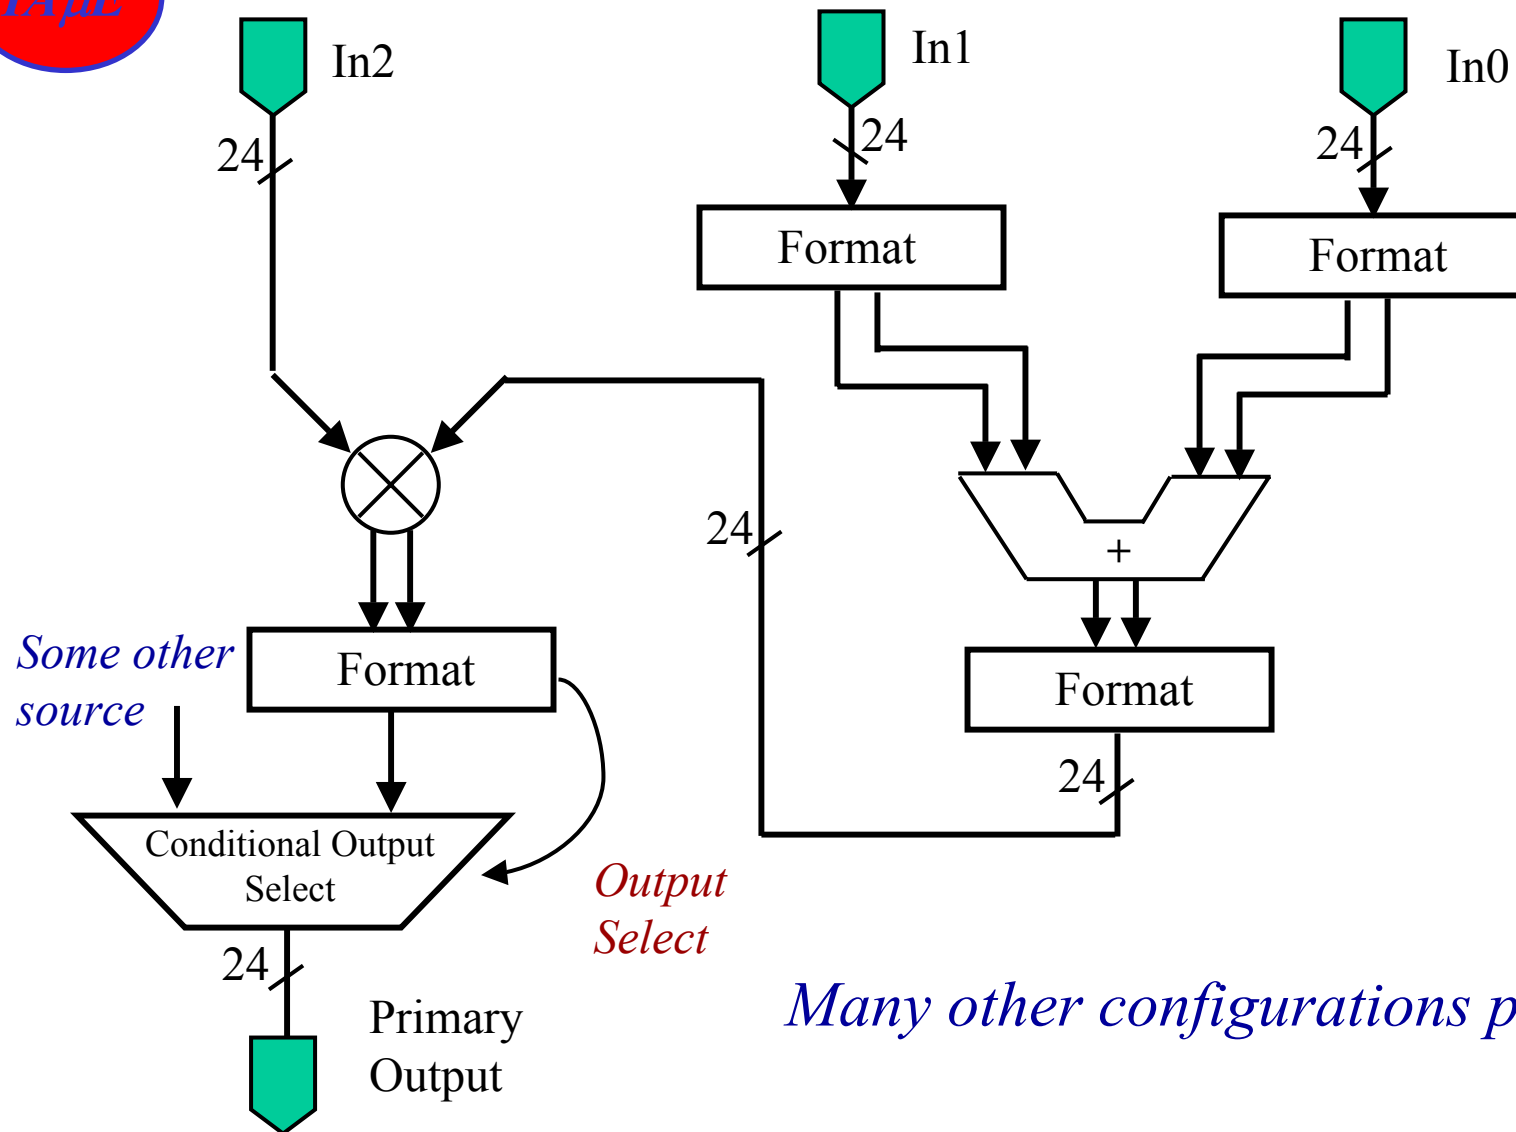 In2
In1
In0
24
24
24
Format
Format
24
+
Some other
source
Format
Format
24
Conditional Output
Select
Output
Select
24
Primary
Output
Many other configurations